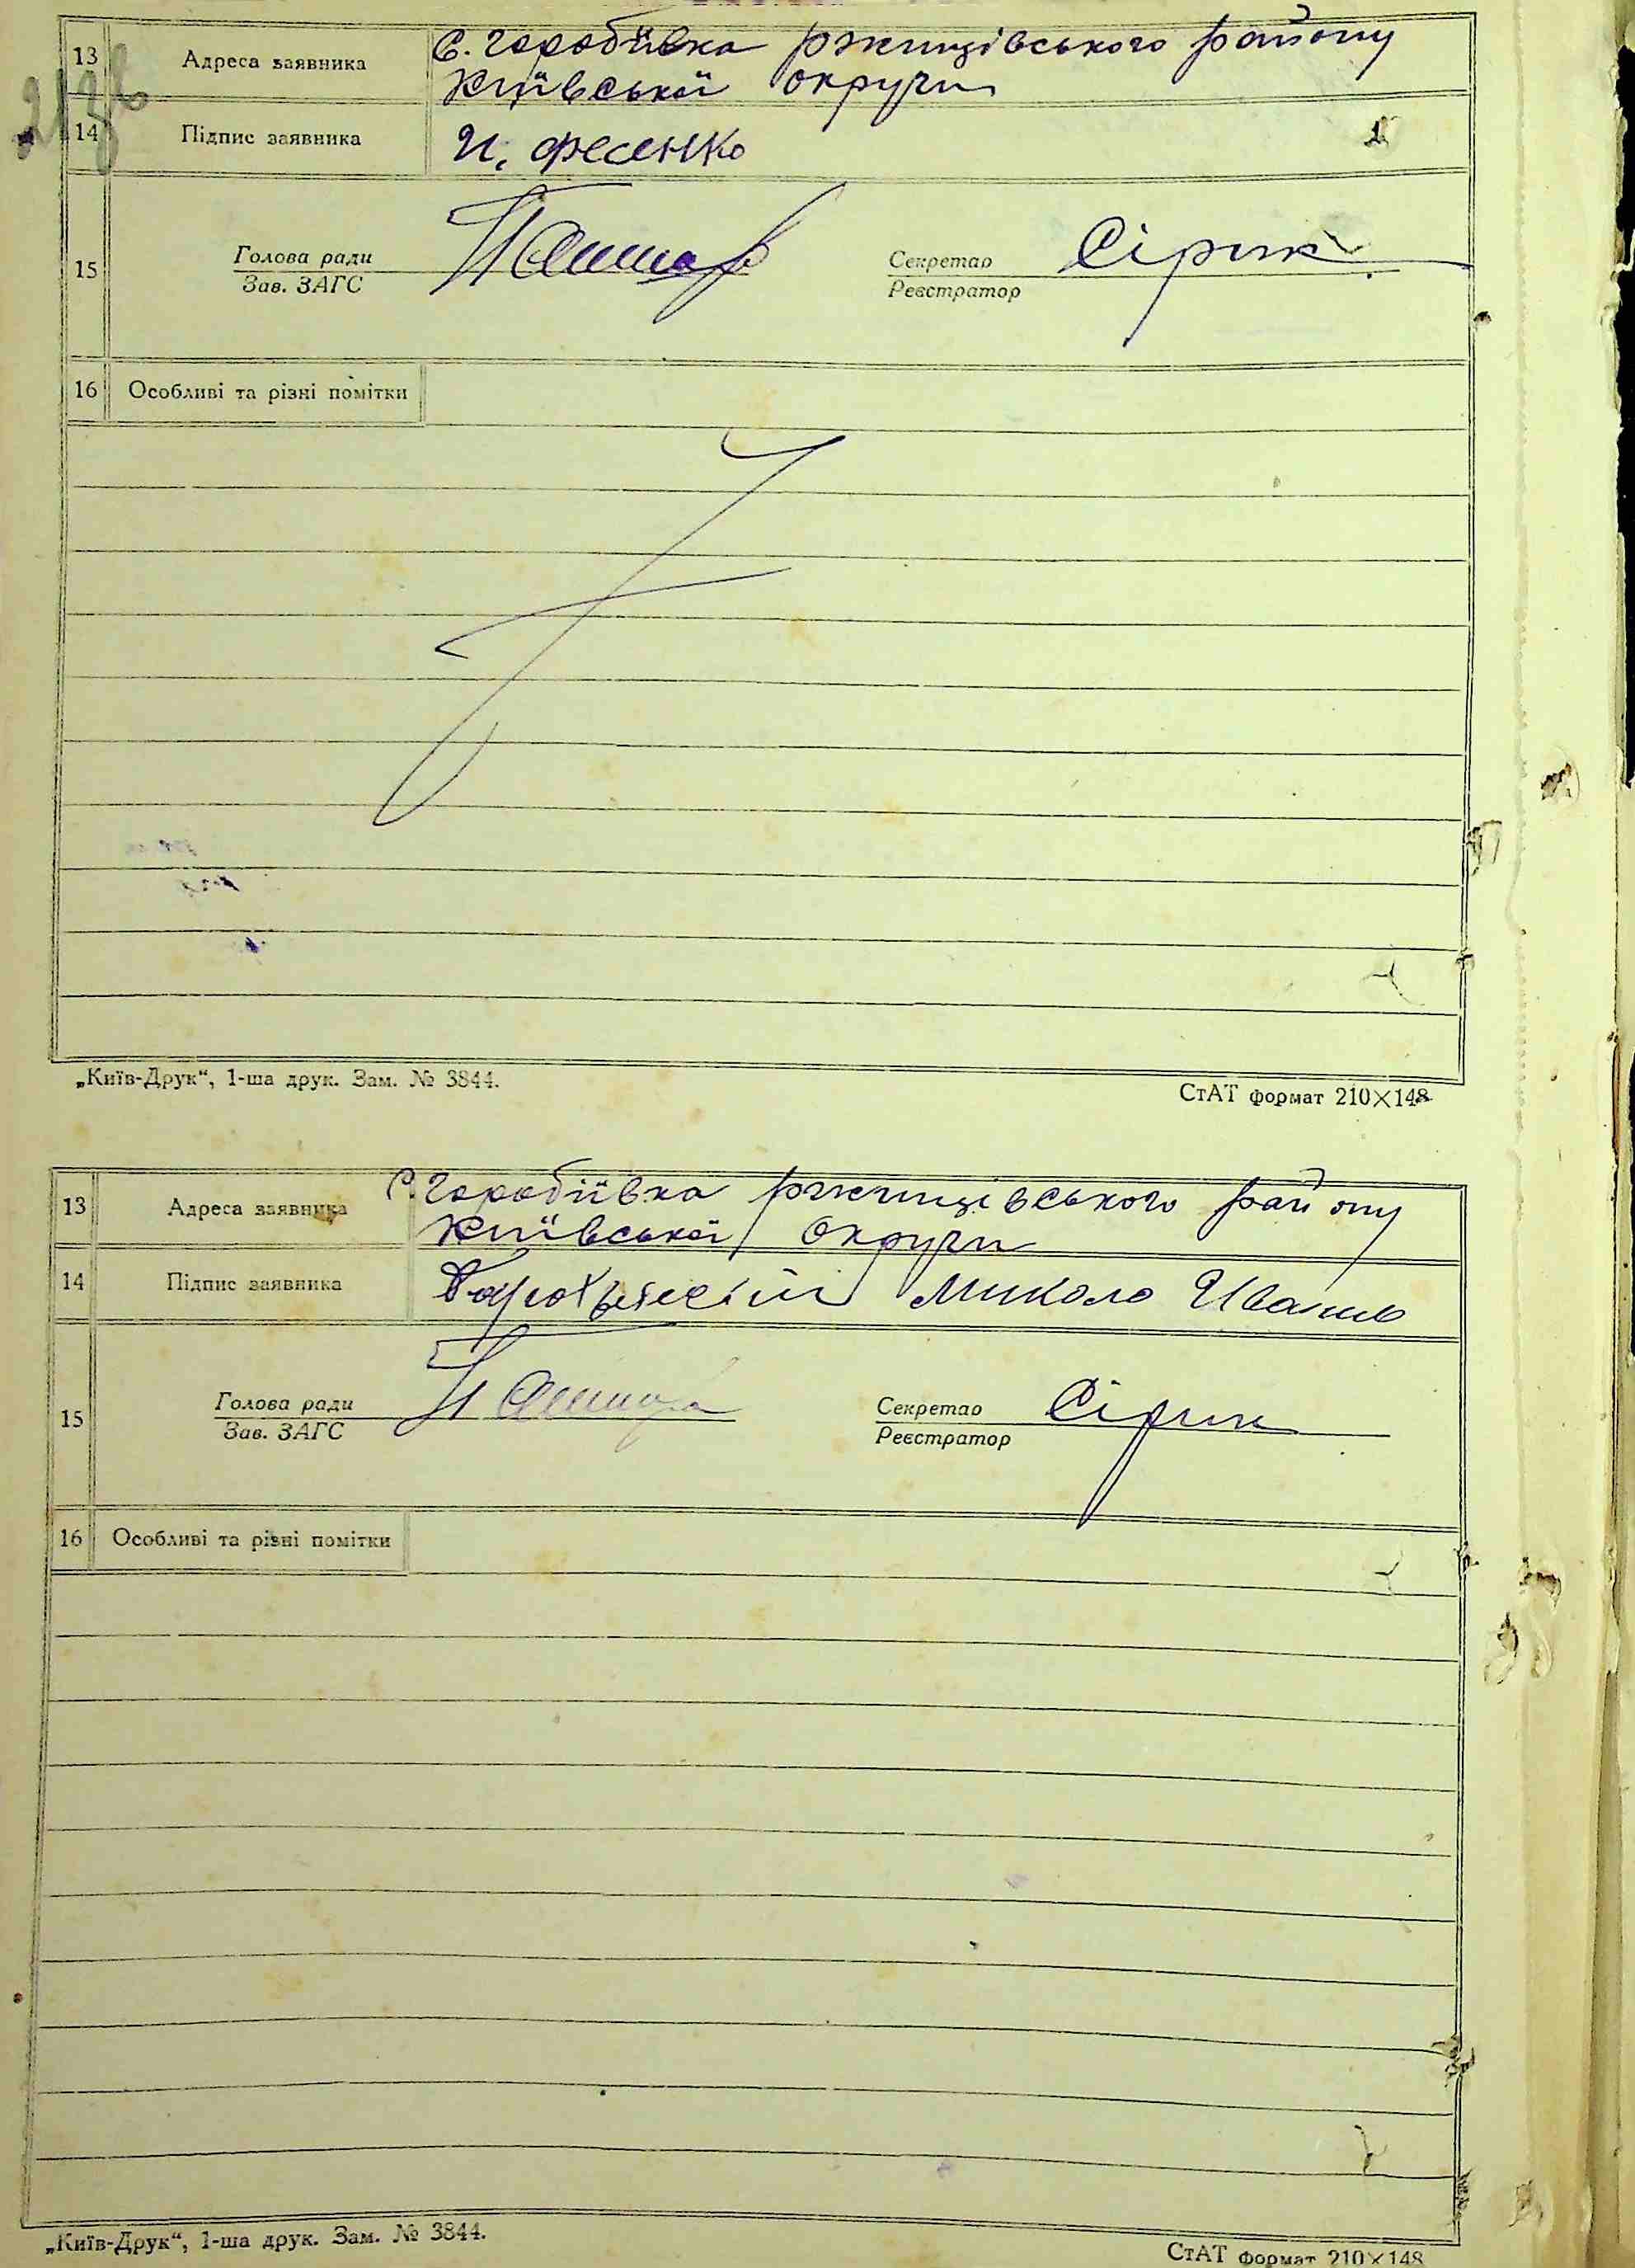 13 Адреса заявника С. Горобіївка Ржищівського району
Київської округи
14 Підпис заявника И. Фесенко
15 Голова ради Секретар Сірик
Зав. ЗАГС Реєстратор
16 Особливі та різні помітки
„Київ-Друк“, 1-ша друк. Зам. № 3844.
СтАТ формат 210×148
13 Адреса заявника С. Горобіївка Ржищівського району
Київської округи
14 Підпис заявника Микола
15 Голова ради Секретар Сірик
Зав. ЗАГС Реєстратор
16 Особливі та різні помітки
„Київ-Друк“, 1-ша друк. Зам. № 3844.
СтАТ формат 210×148